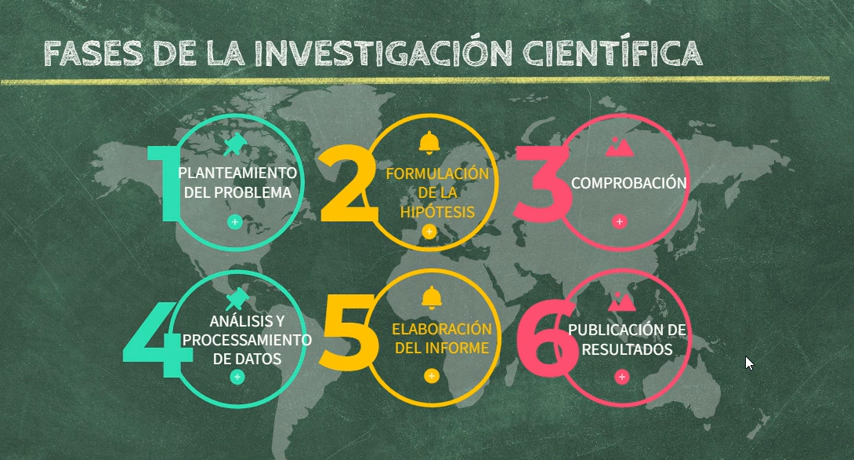 FASES DE LA INVESTIGACIÓN CIENTÍFICA
1
PLANTEAMIENTO
DEL PROBLEMA
+
2
FORMULACIÓN
DE LA
HIPÓTESIS
+
3
COMPROBACIÓN
+
4
ANÁLISIS Y
PROCESAMIENTO
DE DATOS
+
5
ELABORACIÓN
DEL INFORME
+
6
PUBLICACIÓN DE
RESULTADOS
+